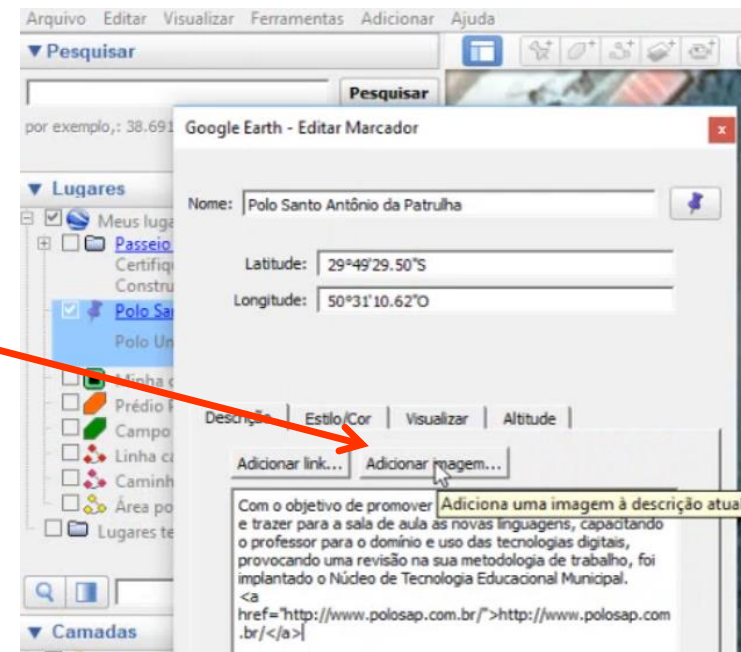 Arquivo Editar Visualizar Ferramentas Adicionar Ajuda
Pesquisar
Pesquisar
por exemplo,: 38.691
Google Earth - Editar Marcador
x
Lugares
Nome: Polo Santo Antônio da Patrulha
Meus luga
Passeio
Certifiq
Constru
Latitude: 29°49'29.50"S
Longitude: 50°31'10.62"O
Polo Sa
Polo Un
Minha c
Prédio
Campo
Linha c
Caminh
Área po
Lugares te
Descrição Estilo/Cor Visualizar Altitude
Adicionar link... Adicionar imagem...
Adiciona uma imagem à descrição atua
Com o objetivo de promover
e trazer para a sala de aula as novas linguagens, capacitando
o professor para o domínio e uso das tecnologias digitais,
provocando uma revisão na sua metodologia de trabalho, foi
implantado o Núcleo de Tecnologia Educacional Municipal.
<a
href="http://www.polosap.com.br/">http://www.polosap.com
.br/</a>
Camadas